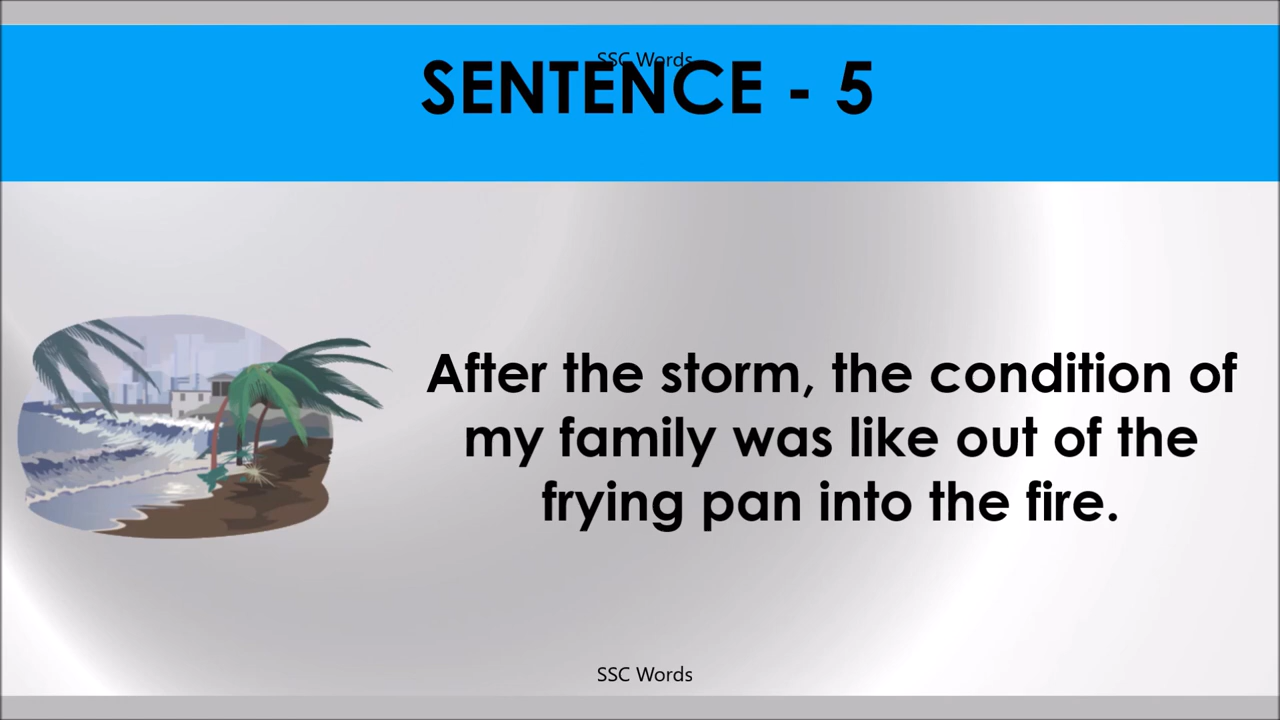 SSC Words
SENTENCE - 5
After the storm, the condition of
my family was like out of the
frying pan into the fire.
SSC Words